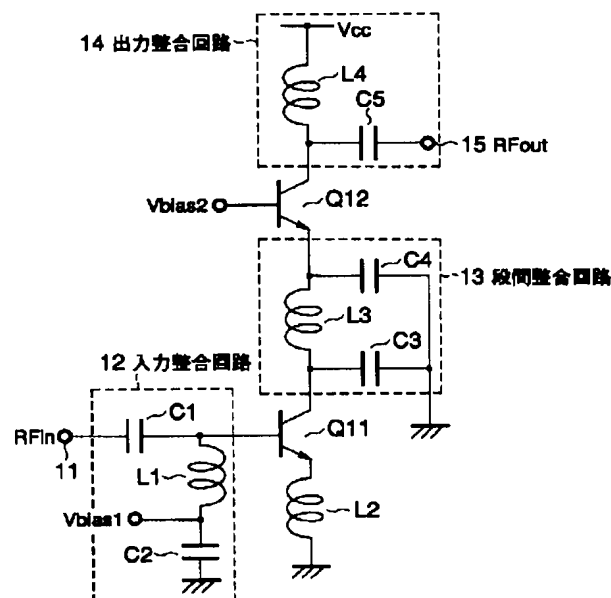 14 出力整合回路
Vcc
L4
C5
15 RFout
Vbias2
Q12
C4
13 段間整合回路
L3
C3
12 入力整合回路
C1
RFin
11
Q11
L1
Vbias1
L2
C2